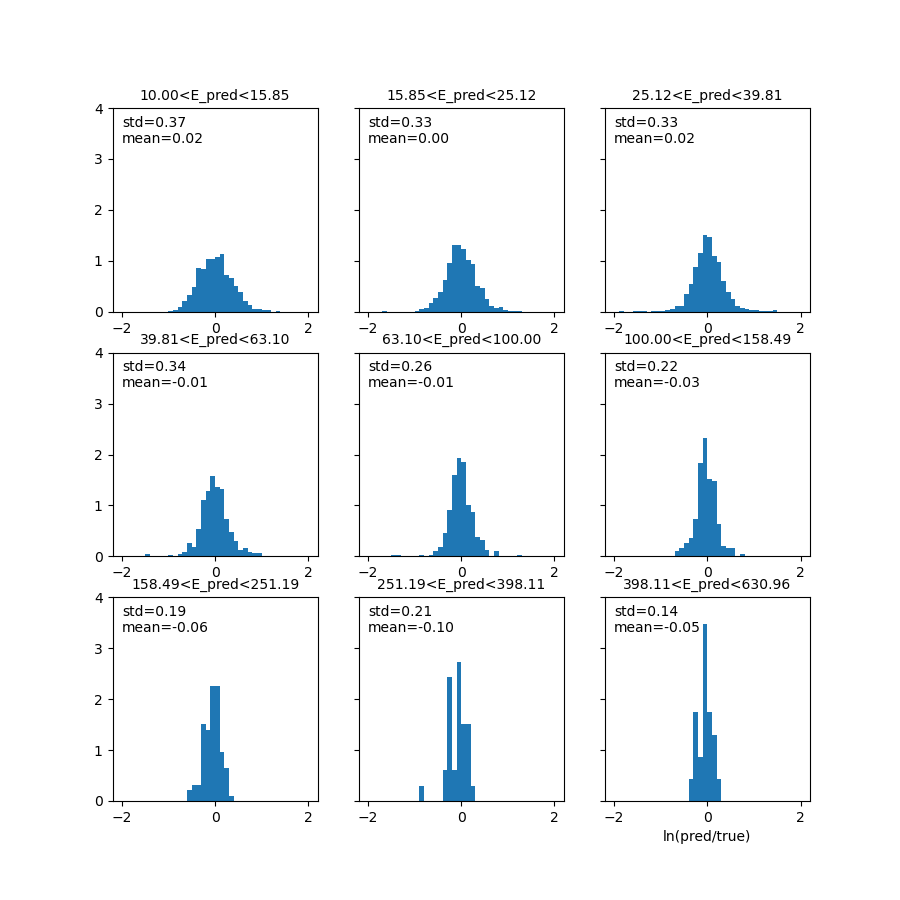 10.00<E_pred<15.85
15.85<E_pred<25.12
25.12<E_pred<39.81
4
3
2
1
0
std=0.37
mean=0.02
std=0.33
mean=0.00
std=0.33
mean=0.02
−2
0
2
−2
0
2
−2
0
2
39.81<E_pred<63.10
63.10<E_pred<100.00
100.00<E_pred<158.49
4
3
2
1
0
std=0.34
mean=-0.01
std=0.26
mean=-0.01
std=0.22
mean=-0.03
−2
0
2
−2
0
2
−2
0
2
158.49<E_pred<251.19
251.19<E_pred<398.11
398.11<E_pred<630.96
4
3
2
1
0
std=0.19
mean=-0.06
std=0.21
mean=-0.10
std=0.14
mean=-0.05
−2
0
2
−2
0
2
−2
0
2
ln(pred/true)